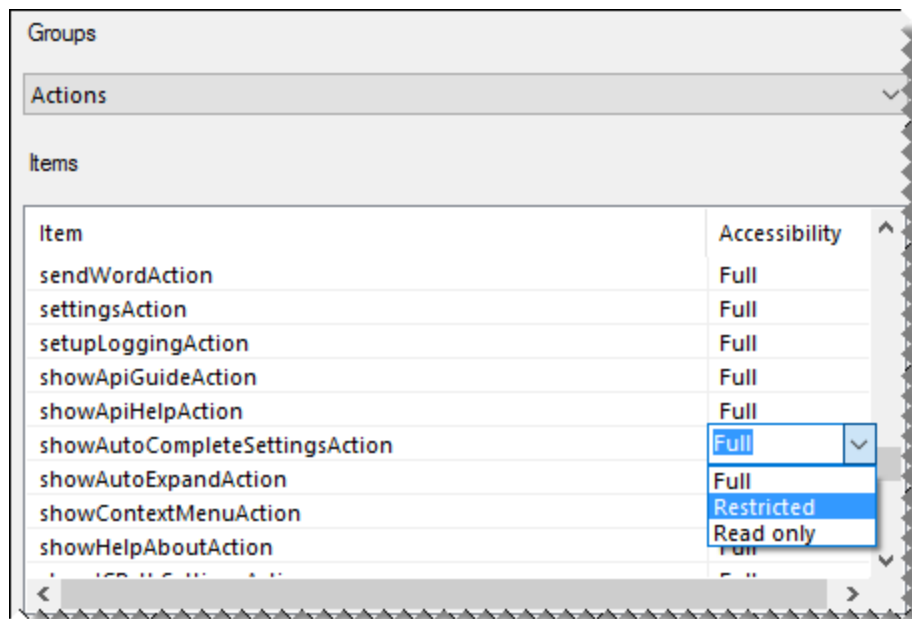 Groups
Actions
Items
Item Accessibility
sendWordAction Full
settingsAction Full
setupLoggingAction Full
showApiGuideAction Full
showApiHelpAction Full
showAutoCompleteSettingsAction Full
showAutoExpandAction Full
showContextMenuAction Restricted
showHelpAboutAction Read only